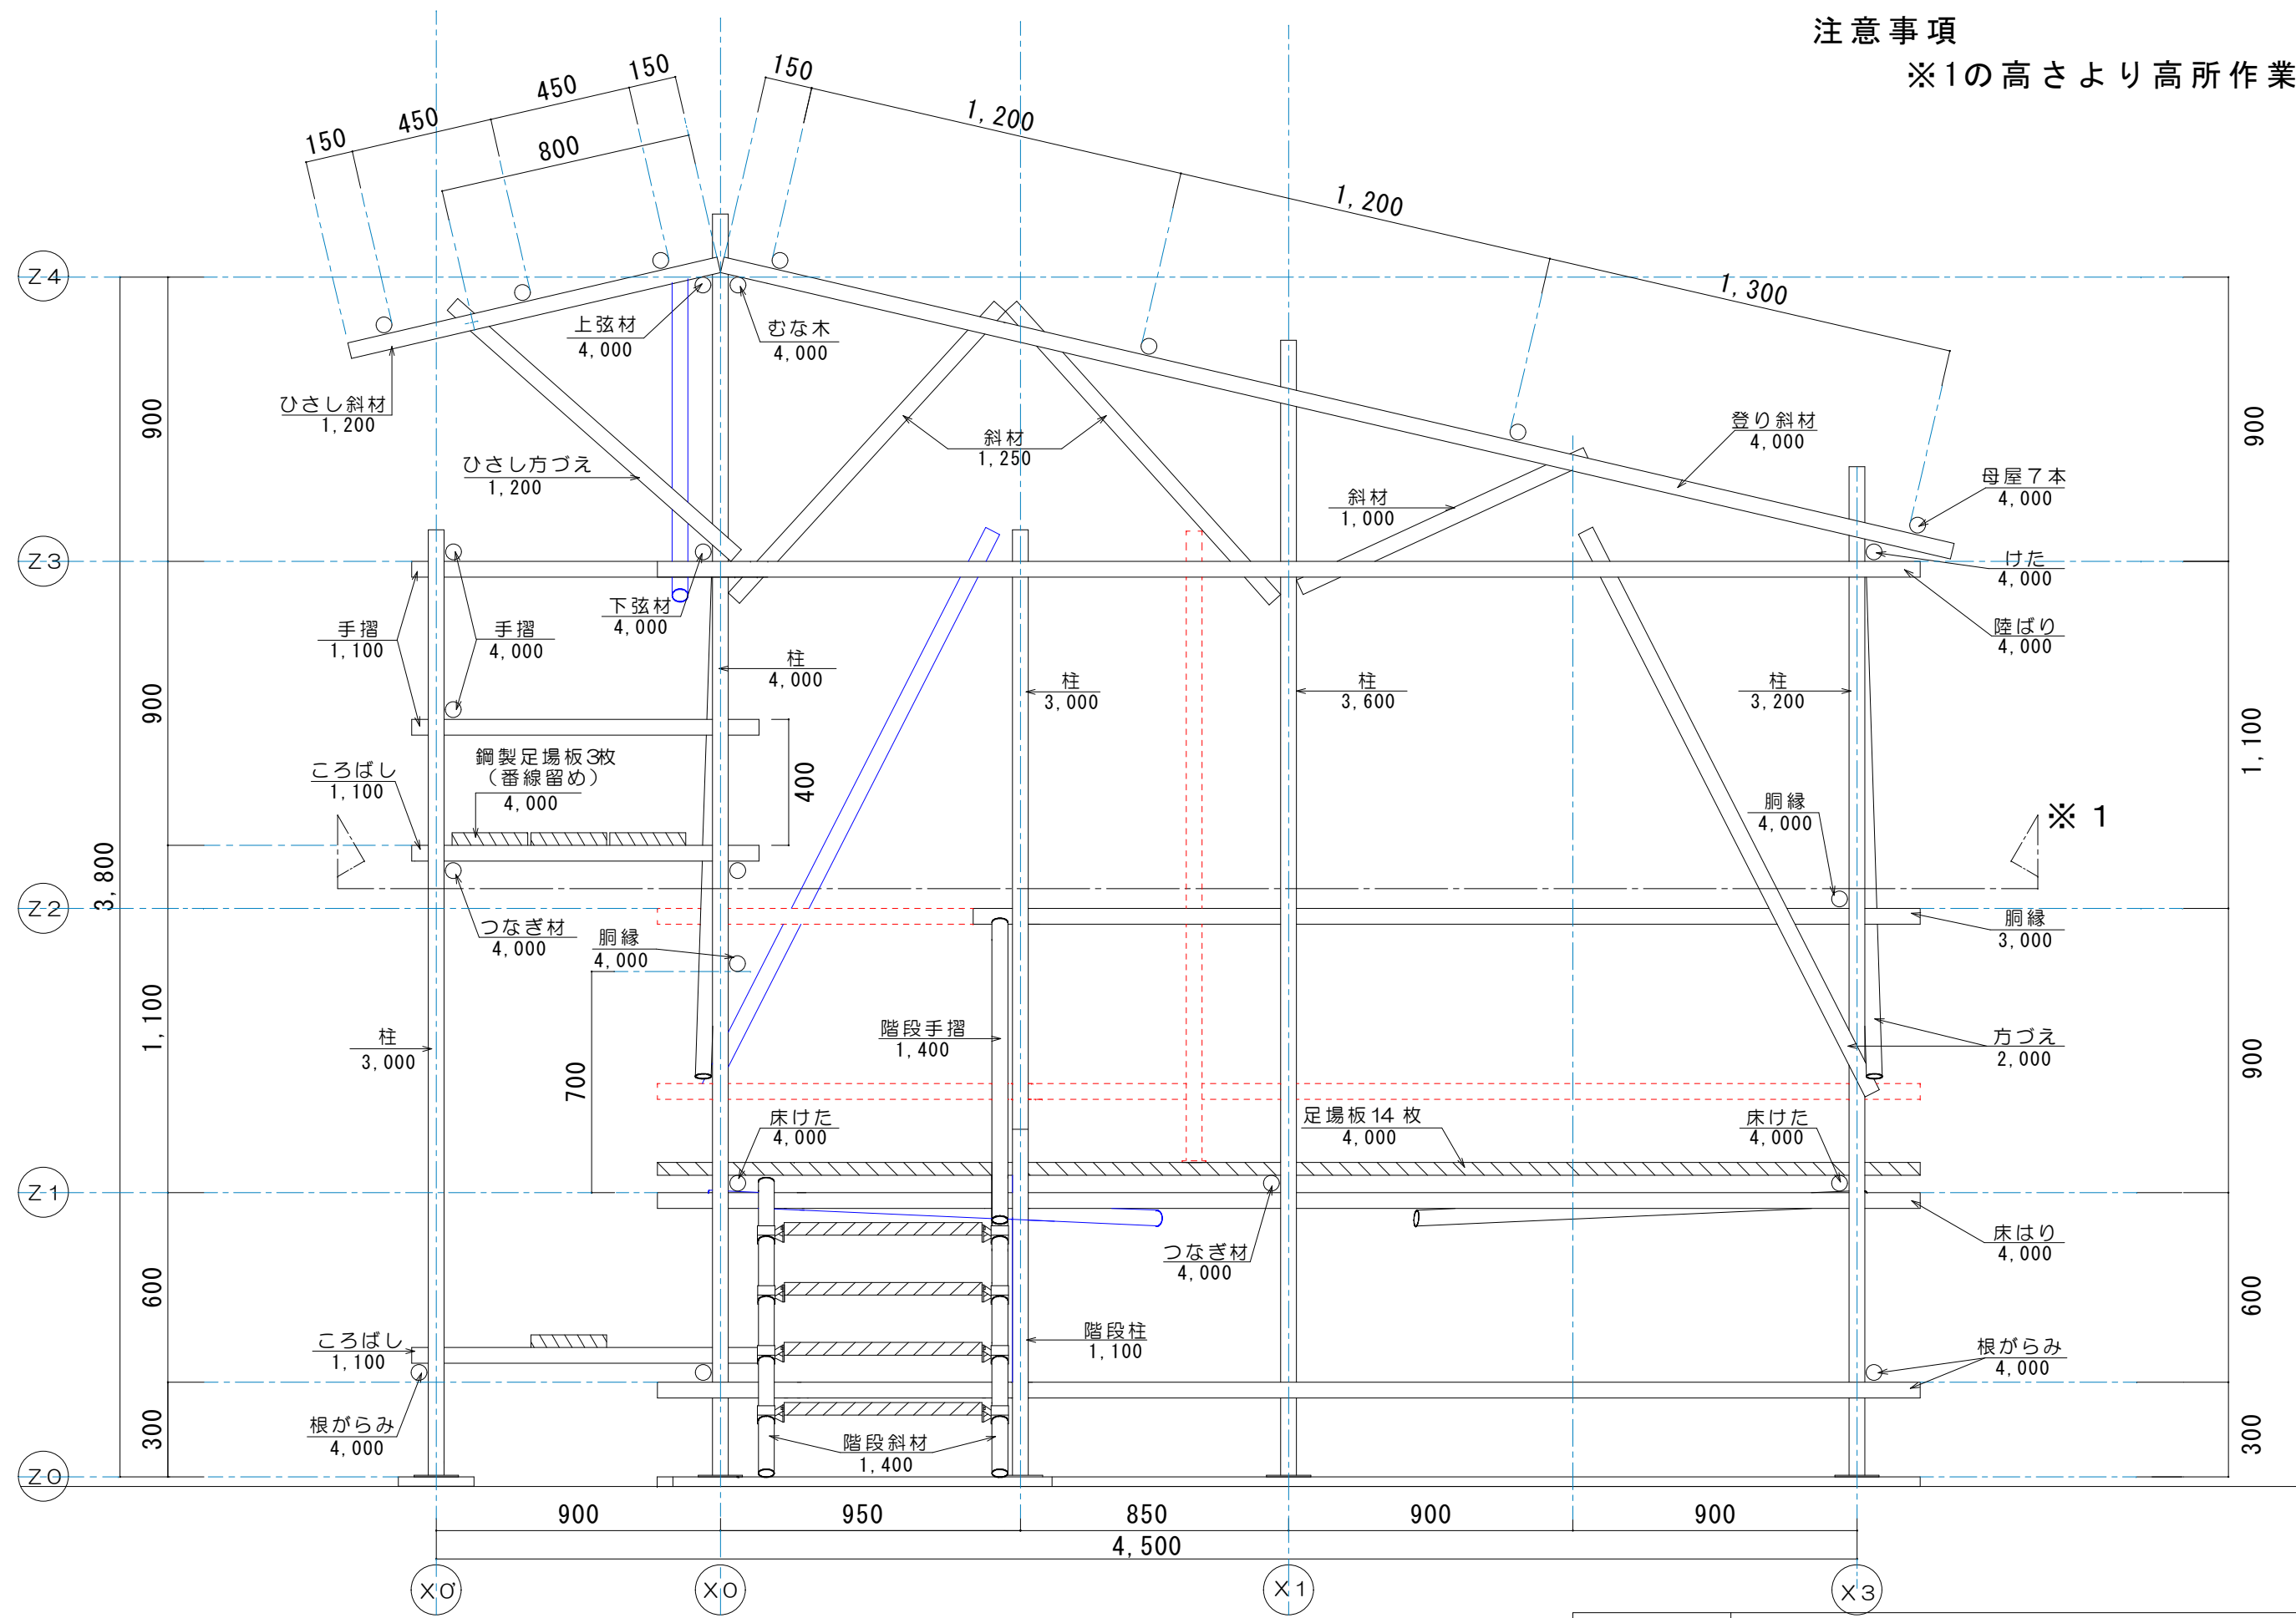 注意事項
※1の高さより高所作業
150
450
450
150
800
150
1,200
1,200
1,300
Z4
Z3
Z2
Z1
Z0
900
900
1,100
600
300
3,800
900
1,100
900
600
300
上弦材
4,000
むな木
4,000
ひさし斜材
1,200
ひさし方づえ
1,200
斜材
1,250
斜材
1,000
登り斜材
4,000
母屋7本
4,000
けた
4,000
陸ばり
4,000
手摺
1,100
手摺
4,000
下弦材
4,000
柱
4,000
柱
3,000
柱
3,600
柱
3,200
ころばし
1,100
鋼製足場板3枚
(番線留め)
4,000
400
胴縁
4,000
※1
つなぎ材
4,000
胴縁
4,000
胴縁
3,000
柱
3,000
700
階段手摺
1,400
方づえ
2,000
床けた
4,000
足場板14枚
4,000
床けた
4,000
つなぎ材
4,000
床はり
4,000
ころばし
1,100
階段柱
1,100
根がらみ
4,000
根がらみ
4,000
階段斜材
1,400
900
950
850
900
900
4,500
X0'
X0
X1
X3